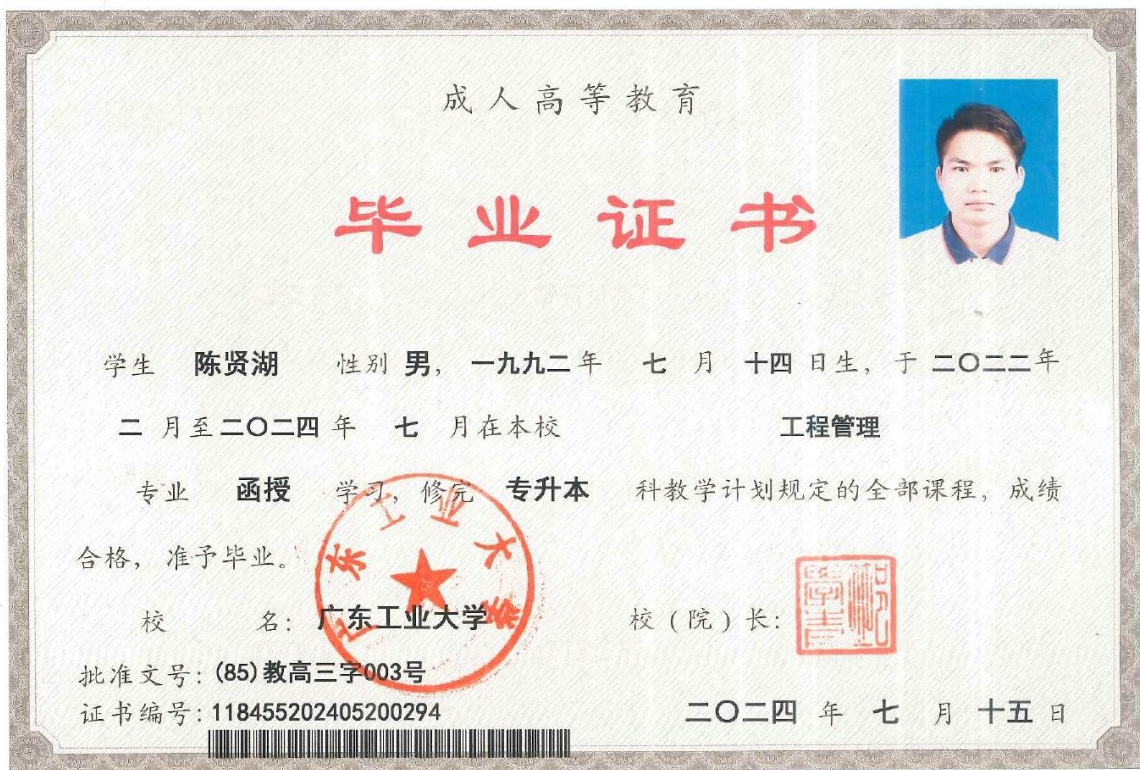 成人高等教育
毕业证书
学生 陈贤湖 性别 男, 一九九二年 七 月 十四 日生, 于 二〇二二年
二 月至二〇二四 年 七 月在本校 工程管理
专业 函授 学习, 修完 专升本 科教学计划规定的全部课程, 成绩
合格, 准予毕业。
广东工业大学
校 名: 广东工业大学 校(院)长:
批准文号: (85)教高三字003号
证书编号: 118455202405200294
二〇二四 年 七 月 十五 日